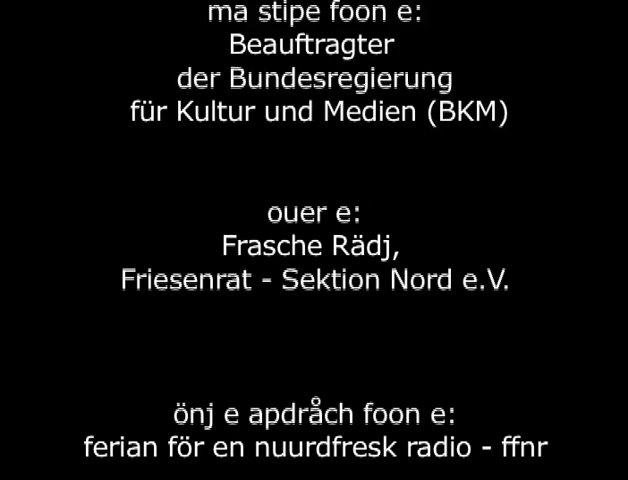 ma stipe foon e:
Beauftragter
der Bundesregierung
für Kultur und Medien (BKM)
ouer e:
Frasche Rädj,
Friesenrat - Sektion Nord e.V.
önj e apdråch foon e:
ferian för en nuurdfresk radio - ffnr